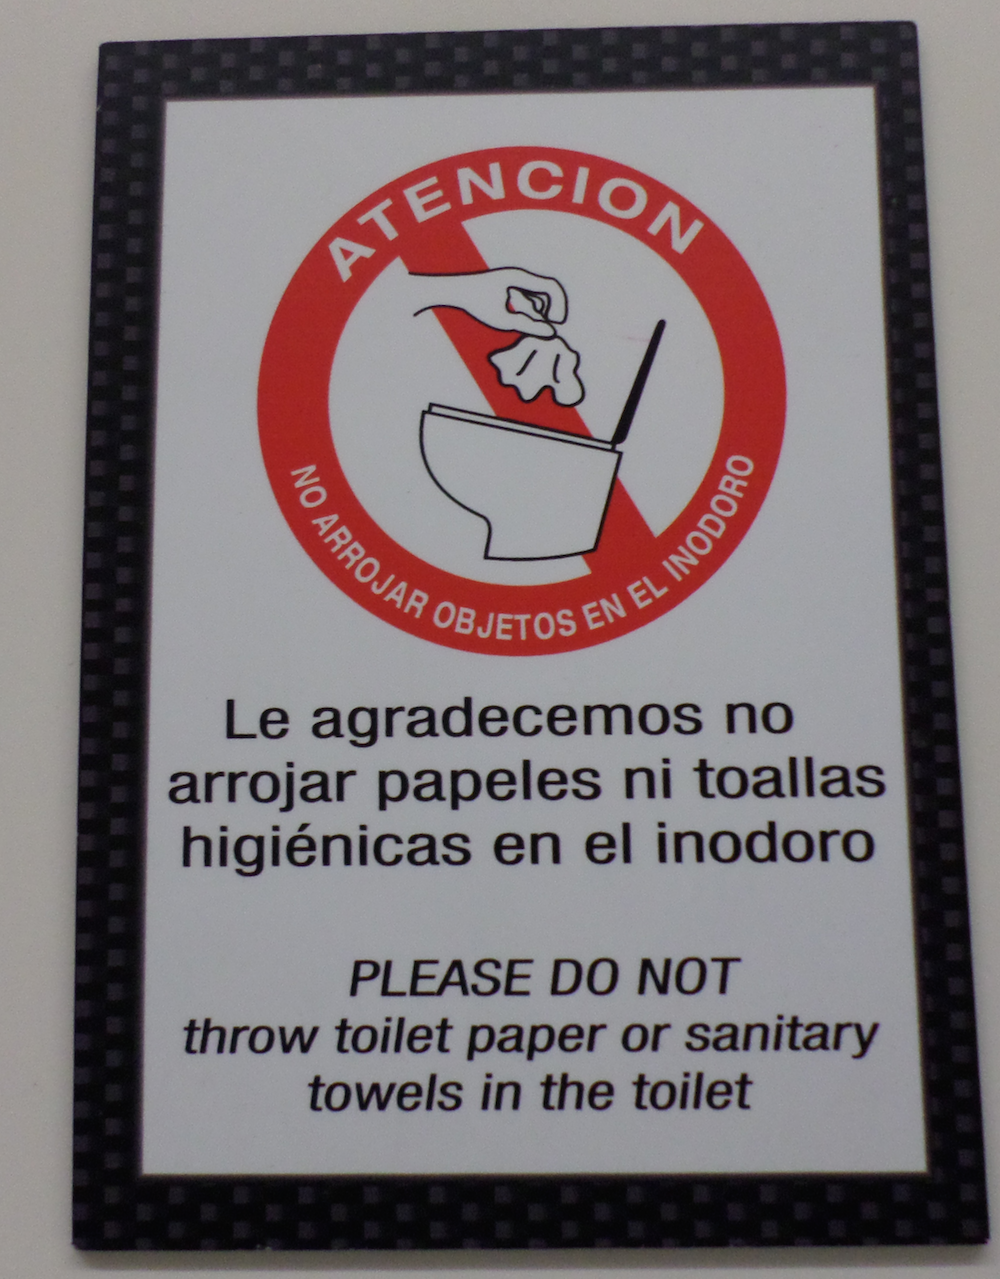 ATENCION
NO ARROJAR OBJETOS EN EL INODORO
Le agradecemos no
arrojar papeles ni toallas
higiénicas en el inodoro
PLEASE DO NOT
throw toilet paper or sanitary
towels in the toilet